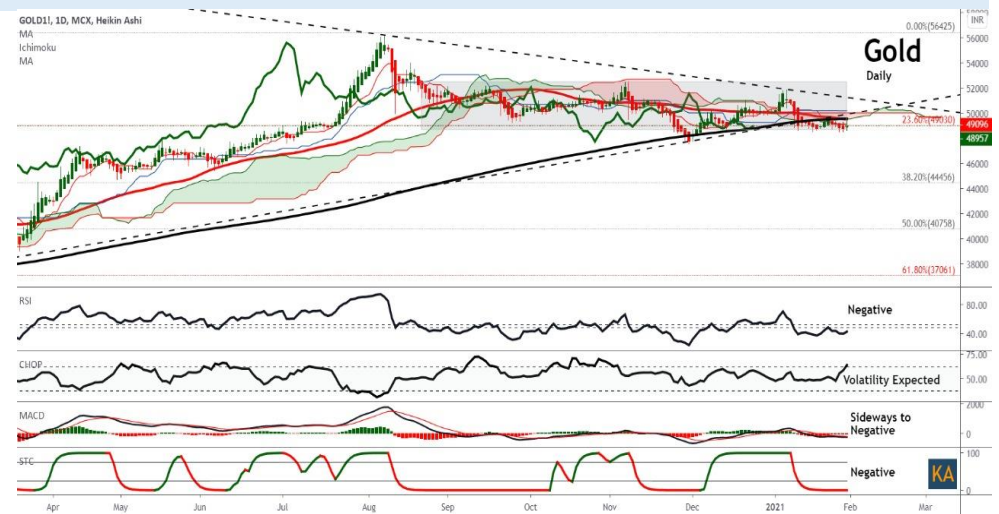 GOLD1!, 1D, MCX, Heikin Ashi
MA
Ichimoku
MA
INR
Gold
Daily
0.00%(56425)
23.60%(49030)
38.20%(44456)
50.00%(40758)
61.80%(37061)
56000
52000
50000
49096
48957
46000
44000
42000
40000
38000
RSI
Negative
80.00
40.00
CHOP
Volatility Expected
75.00
50.00
MACD
Sideways to
Negative
2000
0
STC
Negative
KA
100
0
Apr May Jun Jul Aug Sep Oct Nov Dec 2021 Feb Mar